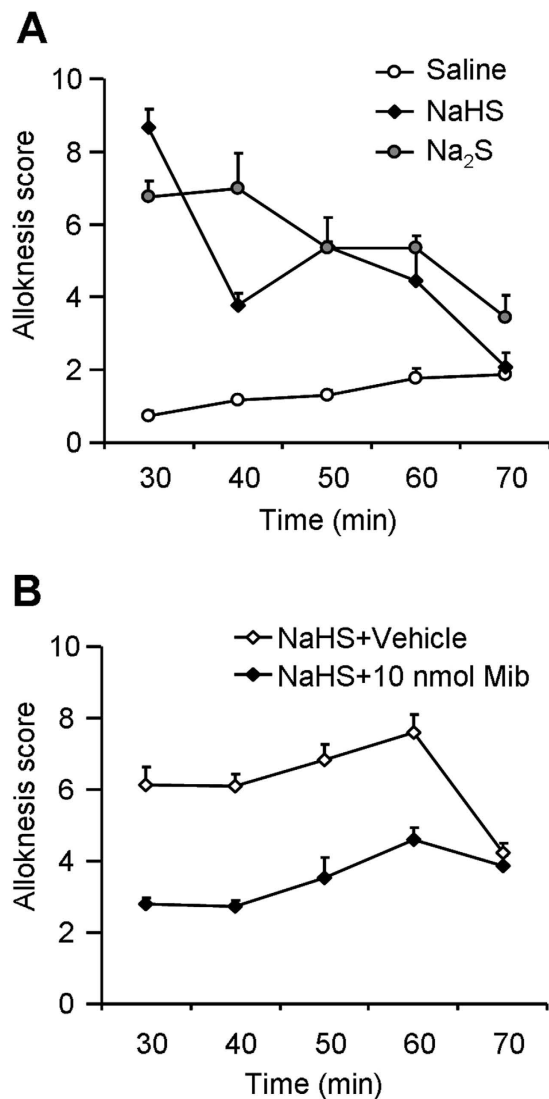 A
Saline
NaHS
Na₂S
10
8
6
4
2
0
Alloknesis score
30 40 50 60 70
Time (min)
B
NaHS+Vehicle
NaHS+10 nmol Mib
10
8
6
4
2
0
Alloknesis score
30 40 50 60 70
Time (min)